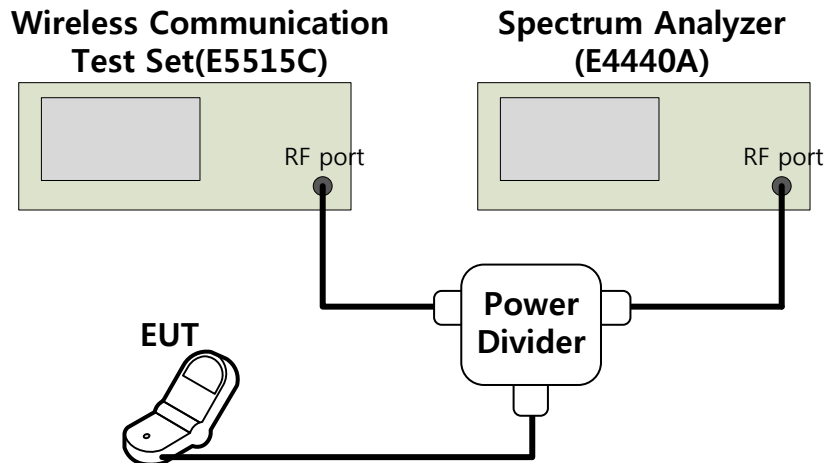 Wireless Communication
Test Set(E5515C)
Spectrum Analyzer
(E4440A)
RF port
RF port
Power
Divider
EUT